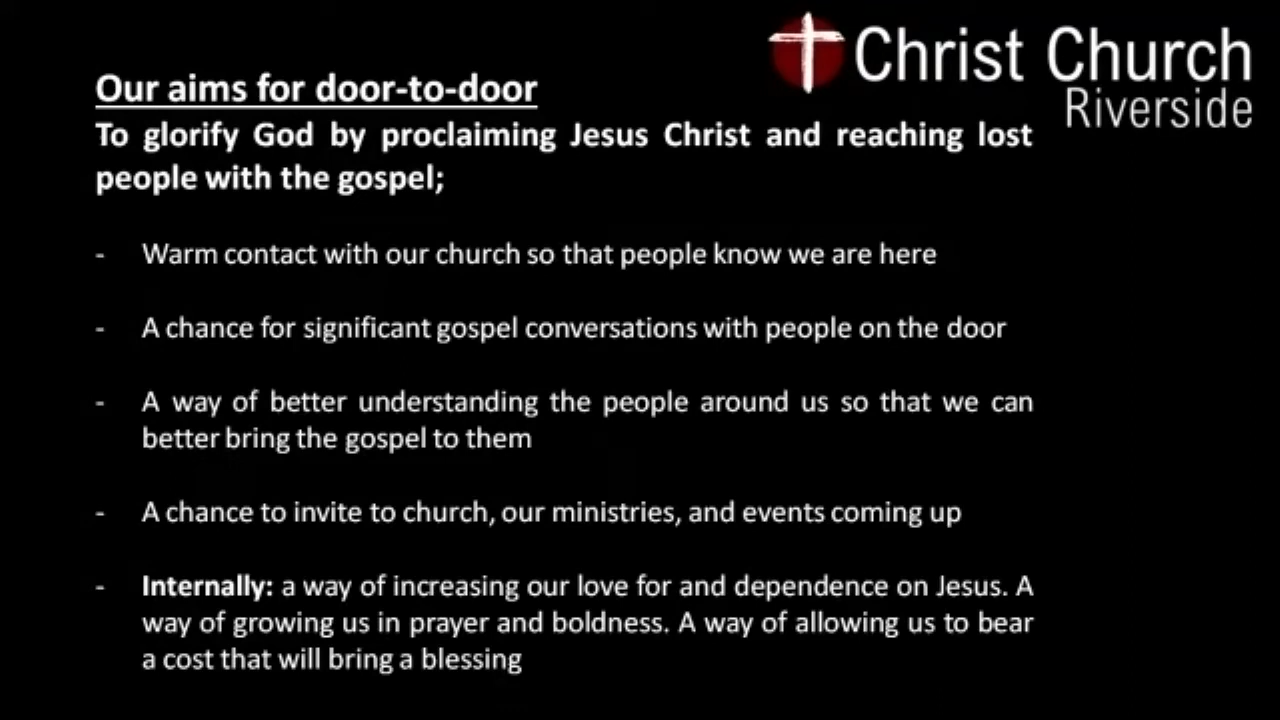 Christ Church
Riverside
Our aims for door-to-door
To glorify God by proclaiming Jesus Christ and reaching lost
people with the gospel;
- Warm contact with our church so that people know we are here
- A chance for significant gospel conversations with people on the door
- A way of better understanding the people around us so that we can
better bring the gospel to them
- A chance to invite to church, our ministries, and events coming up
- Internally: a way of increasing our love for and dependence on Jesus. A
way of growing us in prayer and boldness. A way of allowing us to bear
a cost that will bring a blessing